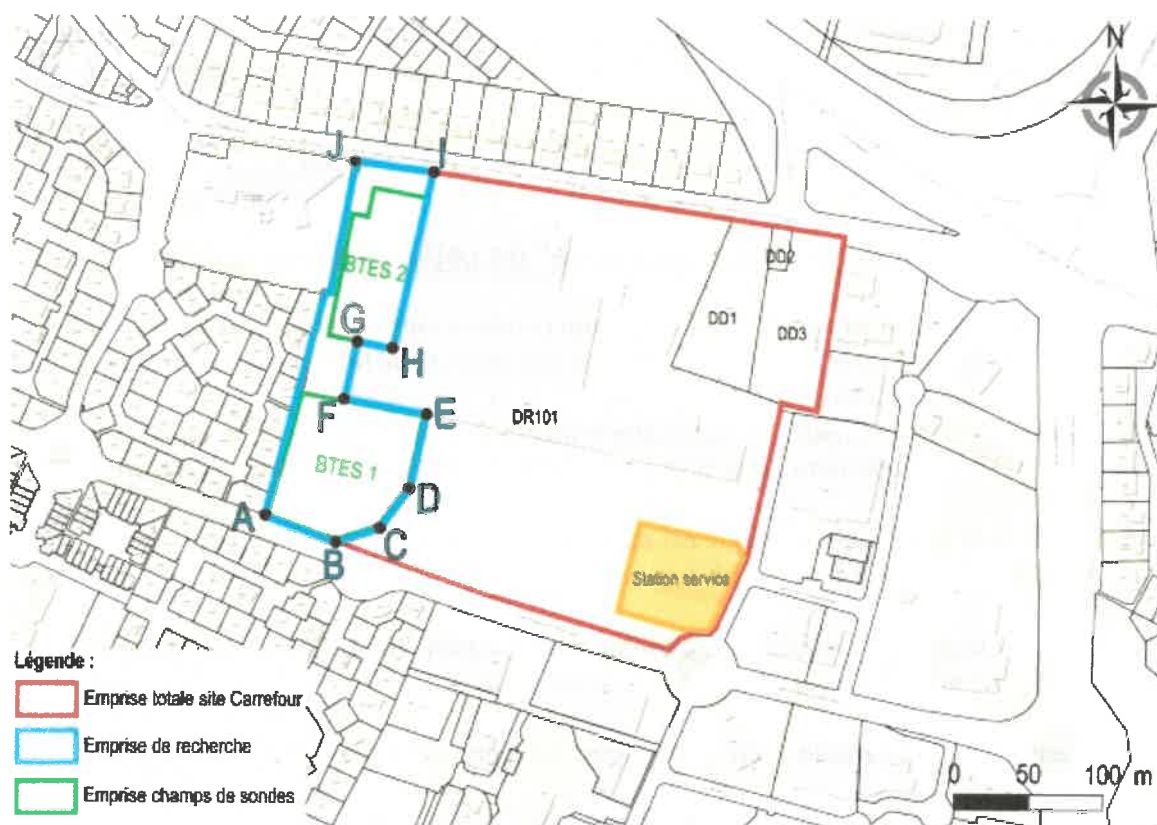 N
J
I
BTES 2
DD2
G
DD1
DD3
H
F
E
DR101
BTES 1
D
A
C
B
Station service
Légende :
Emprise totale site Carrefour
Emprise de recherche
Emprise champs de sondes
0 50 100 m